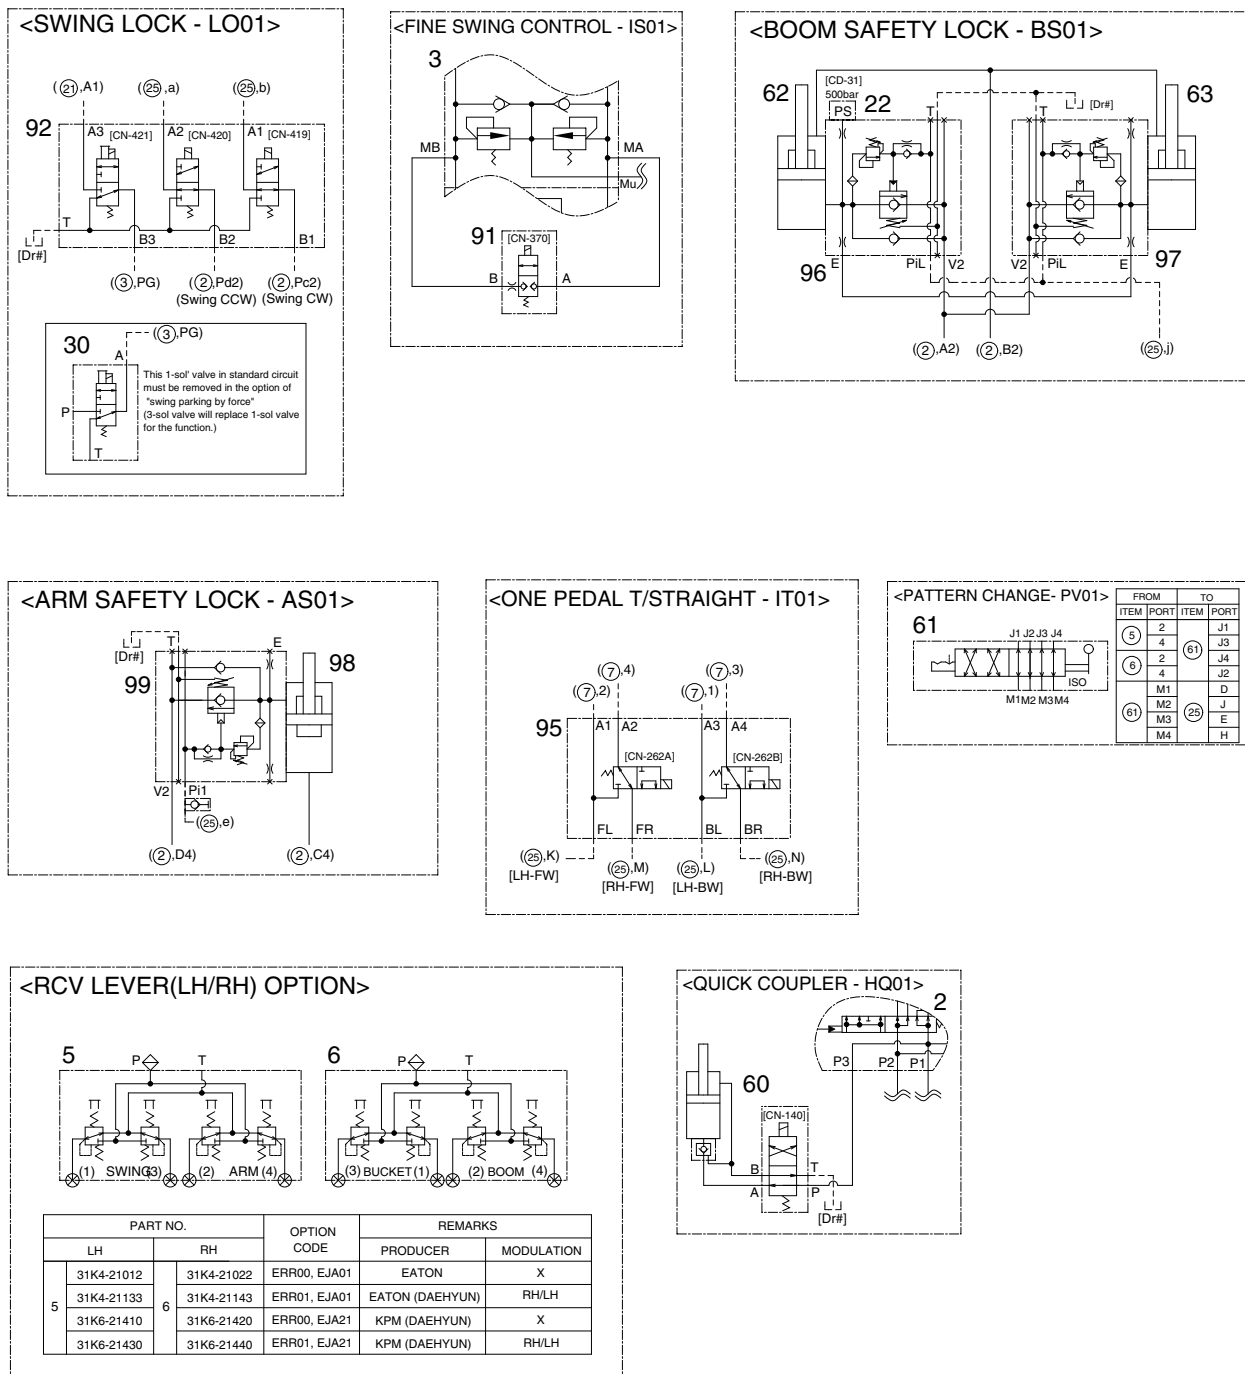 <SWING LOCK - LO01>
(21,A1) (25,a) (25,b)
92 A3 [CN-421] A2 [CN-420] A1 [CN-419]
T
[Dr#]
B3 B2 B1
(3,PG) (2,Pd2) (2,Pc2)
(Swing CCW) (Swing CW)
30
(3,PG)
A
P
T
This 1-sol' valve in standard circuit
must be removed in the option of
"swing parking by force"
(3-sol valve will replace 1-sol valve
for the function.)
<FINE SWING CONTROL - IS01>
3
MB MA
Mu
91 [CN-370]
B A
<BOOM SAFETY LOCK - BS01>
[CD-31]
500bar
62 22 T T [Dr#] 63
PS
96 E PiL V2 V2 PiL E 97
(2,A2) (2,B2) (25,j)
<ARM SAFETY LOCK - AS01>
[Dr#] T E
99 98
V2 Pi1
(25,e)
(2,D4) (2,C4)
<ONE PEDAL T/STRAIGHT - IT01>
(7,4) (7,3)
(7,2) (7,1)
95 A1 A2 A3 A4
[CN-262A] [CN-262B]
FL FR BL BR
(25,K) (25,M) (25,L) (25,N)
[LH-FW] [RH-FW] [LH-BW] [RH-BW]
<PATTERN CHANGE- PV01>
61
J1 J2 J3 J4
ISO
M1 M2 M3 M4
FROM TO
ITEM PORT ITEM PORT
5 2 61 J1
4 J3
6 2 J4
4 J2
61 M1 25 D
M2 J
M3 E
M4 H
<RCV LEVER(LH/RH) OPTION>
5 P T
(1) SWING (3) (2) ARM (4)
6 P T
(3) BUCKET (1) (2) BOOM (4)
PART NO. OPTION CODE REMARKS
LH RH PRODUCER MODULATION
5 31K4-21012 6 31K4-21022 ERR00, EJA01 EATON X
31K4-21133 31K4-21143 ERR01, EJA01 EATON (DAEHYUN) RH/LH
31K6-21410 31K6-21420 ERR00, EJA21 KPM (DAEHYUN) X
31K6-21430 31K6-21440 ERR01, EJA21 KPM (DAEHYUN) RH/LH
<QUICK COUPLER - HQ01>
2
P3 P2 P1
60
[CN-140]
B T
A P
[Dr#]